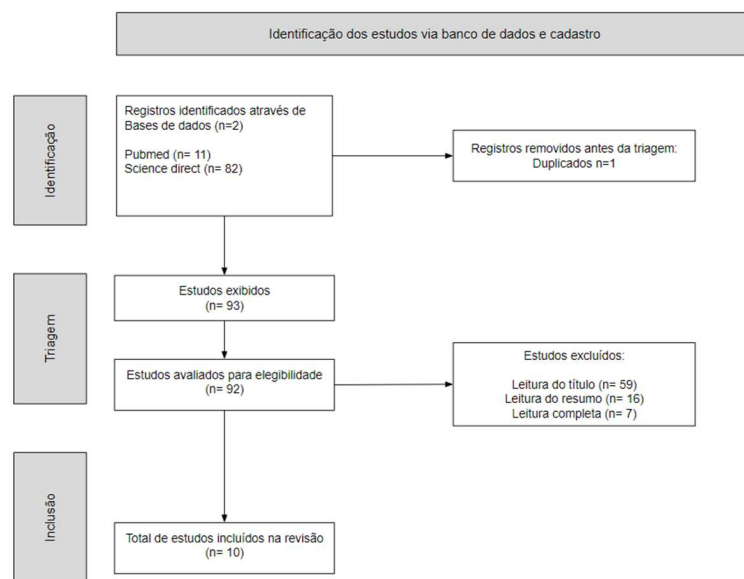 Identificação dos estudos via banco de dados e cadastro
Identificação
Registros identificados através de
Bases de dados (n=2)
Pubmed (n= 11)
Science direct (n= 82)
Registros removidos antes da triagem:
Duplicados n=1
Triagem
Estudos exibidos
(n= 93)
Estudos avaliados para elegibilidade
(n= 92)
Estudos excluídos:
Leitura do título (n= 59)
Leitura do resumo (n= 16)
Leitura completa (n= 7)
Inclusão
Total de estudos incluídos na revisão
(n= 10)